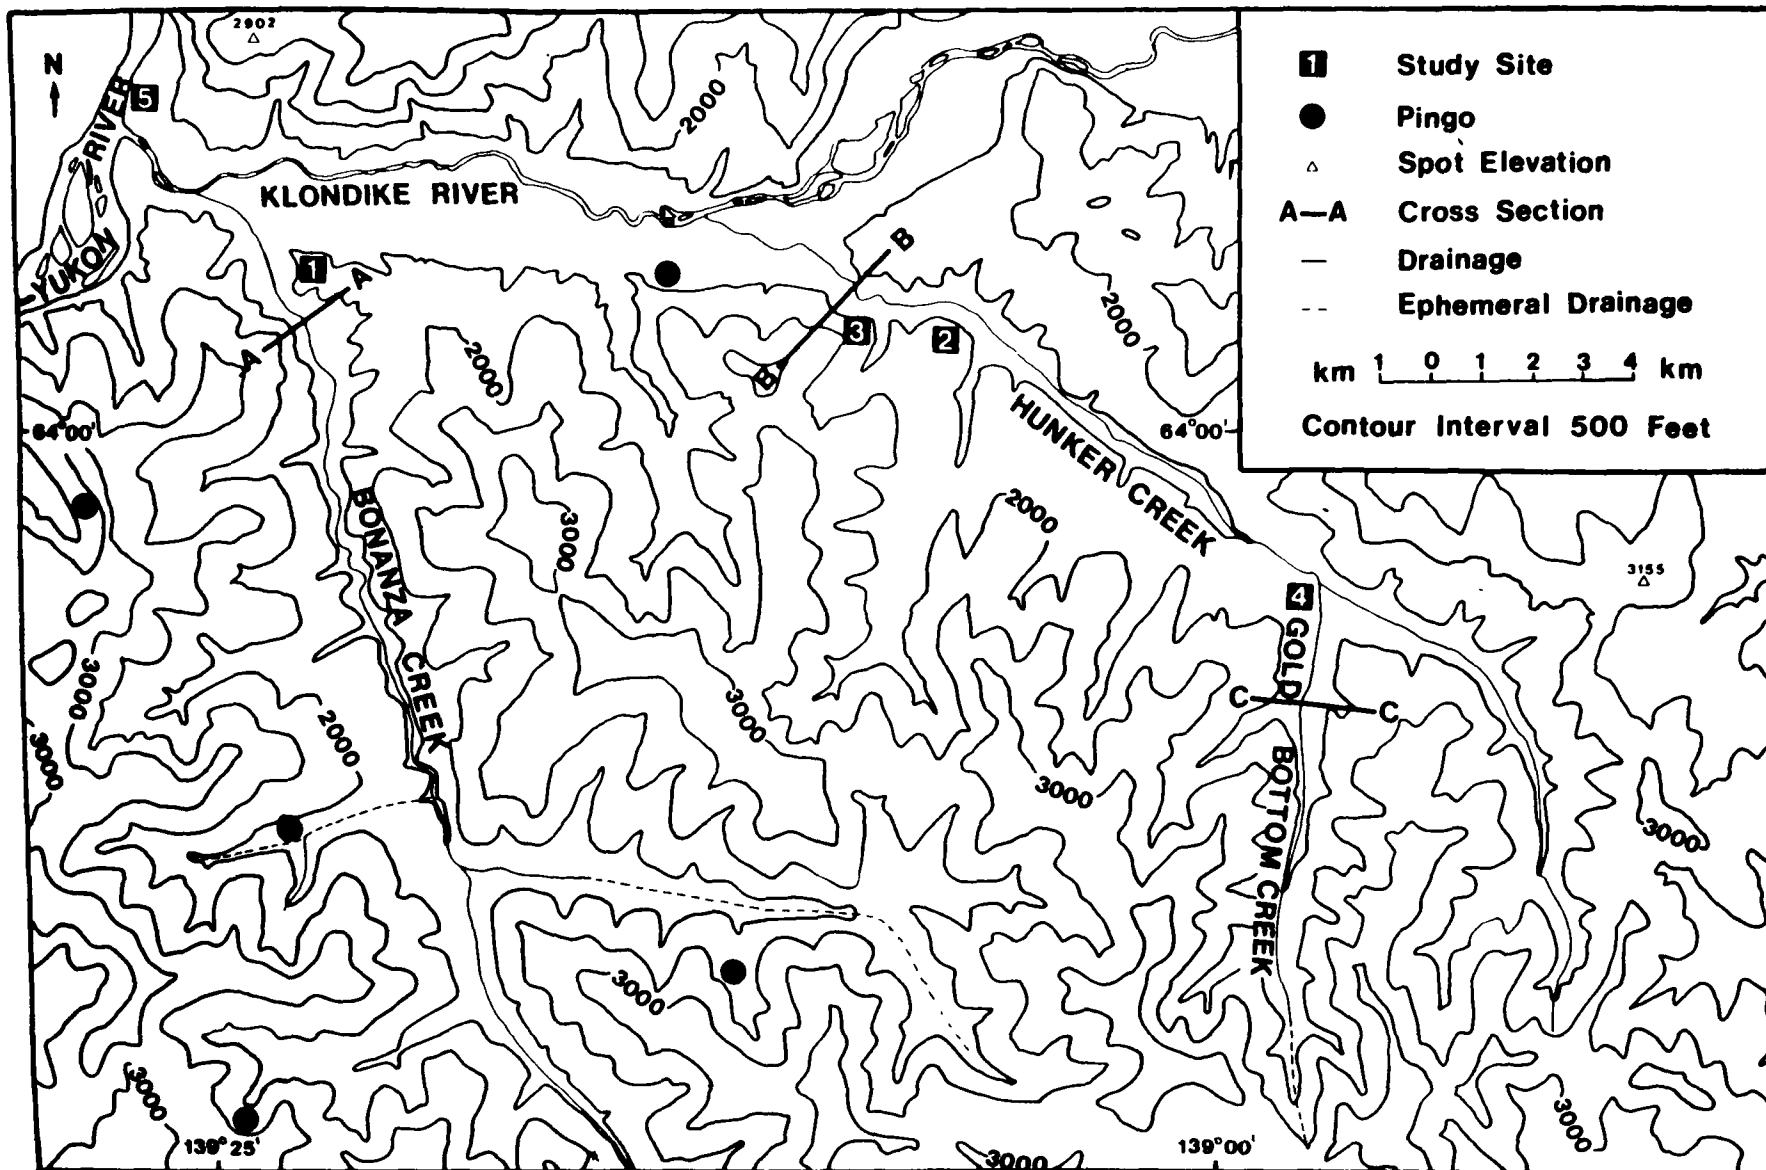 2902
N
5
YUKON RIVER
2000
KLONDIKE RIVER
1
A
A
B
B
3
2
2000
2000
64°00'
64°00'
HUNKER CREEK
2000
3000
BONANZA CREEK
3155
4
GOLD BOTTOM CREEK
C
C
3000
3000
2000
3000
3000
3000
3000
3000
3000
3000
139°25'
139°00'
3000
1 Study Site
Pingo
Spot Elevation
A—A Cross Section
Drainage
Ephemeral Drainage
km 1 0 1 2 3 4 km
Contour Interval 500 Feet